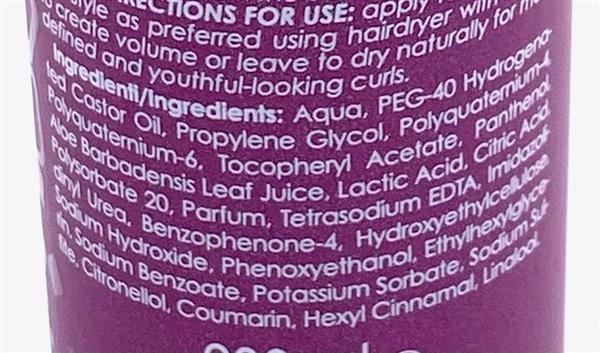 ECTIONS FOR USE: apply
style as preferred using hairdryer with
o create volume or leave to dry naturally for mo
defined and youthful-looking curls.
Ingredienti/Ingredients: Aqua, PEG-40 Hydrogena-
ted Castor Oil, Propylene Glycol, Polyquaternium-4,
Polyquaternium-6, Tocopheryl Acetate, Panthenol,
Aloe Barbadensis Leaf Juice, Lactic Acid, Citric Acid,
Polysorbate 20, Parfum, Tetrasodium EDTA, Imidazoli-
dinyl Urea, Benzophenone-4, Hydroxyethylcellulose,
Sodium Hydroxide, Phenoxyethanol, Ethylhexylglyce-
rin, Sodium Benzoate, Potassium Sorbate, Sodium Sul-
fite, Citronellol, Coumarin, Hexyl Cinnamal, Linalool.